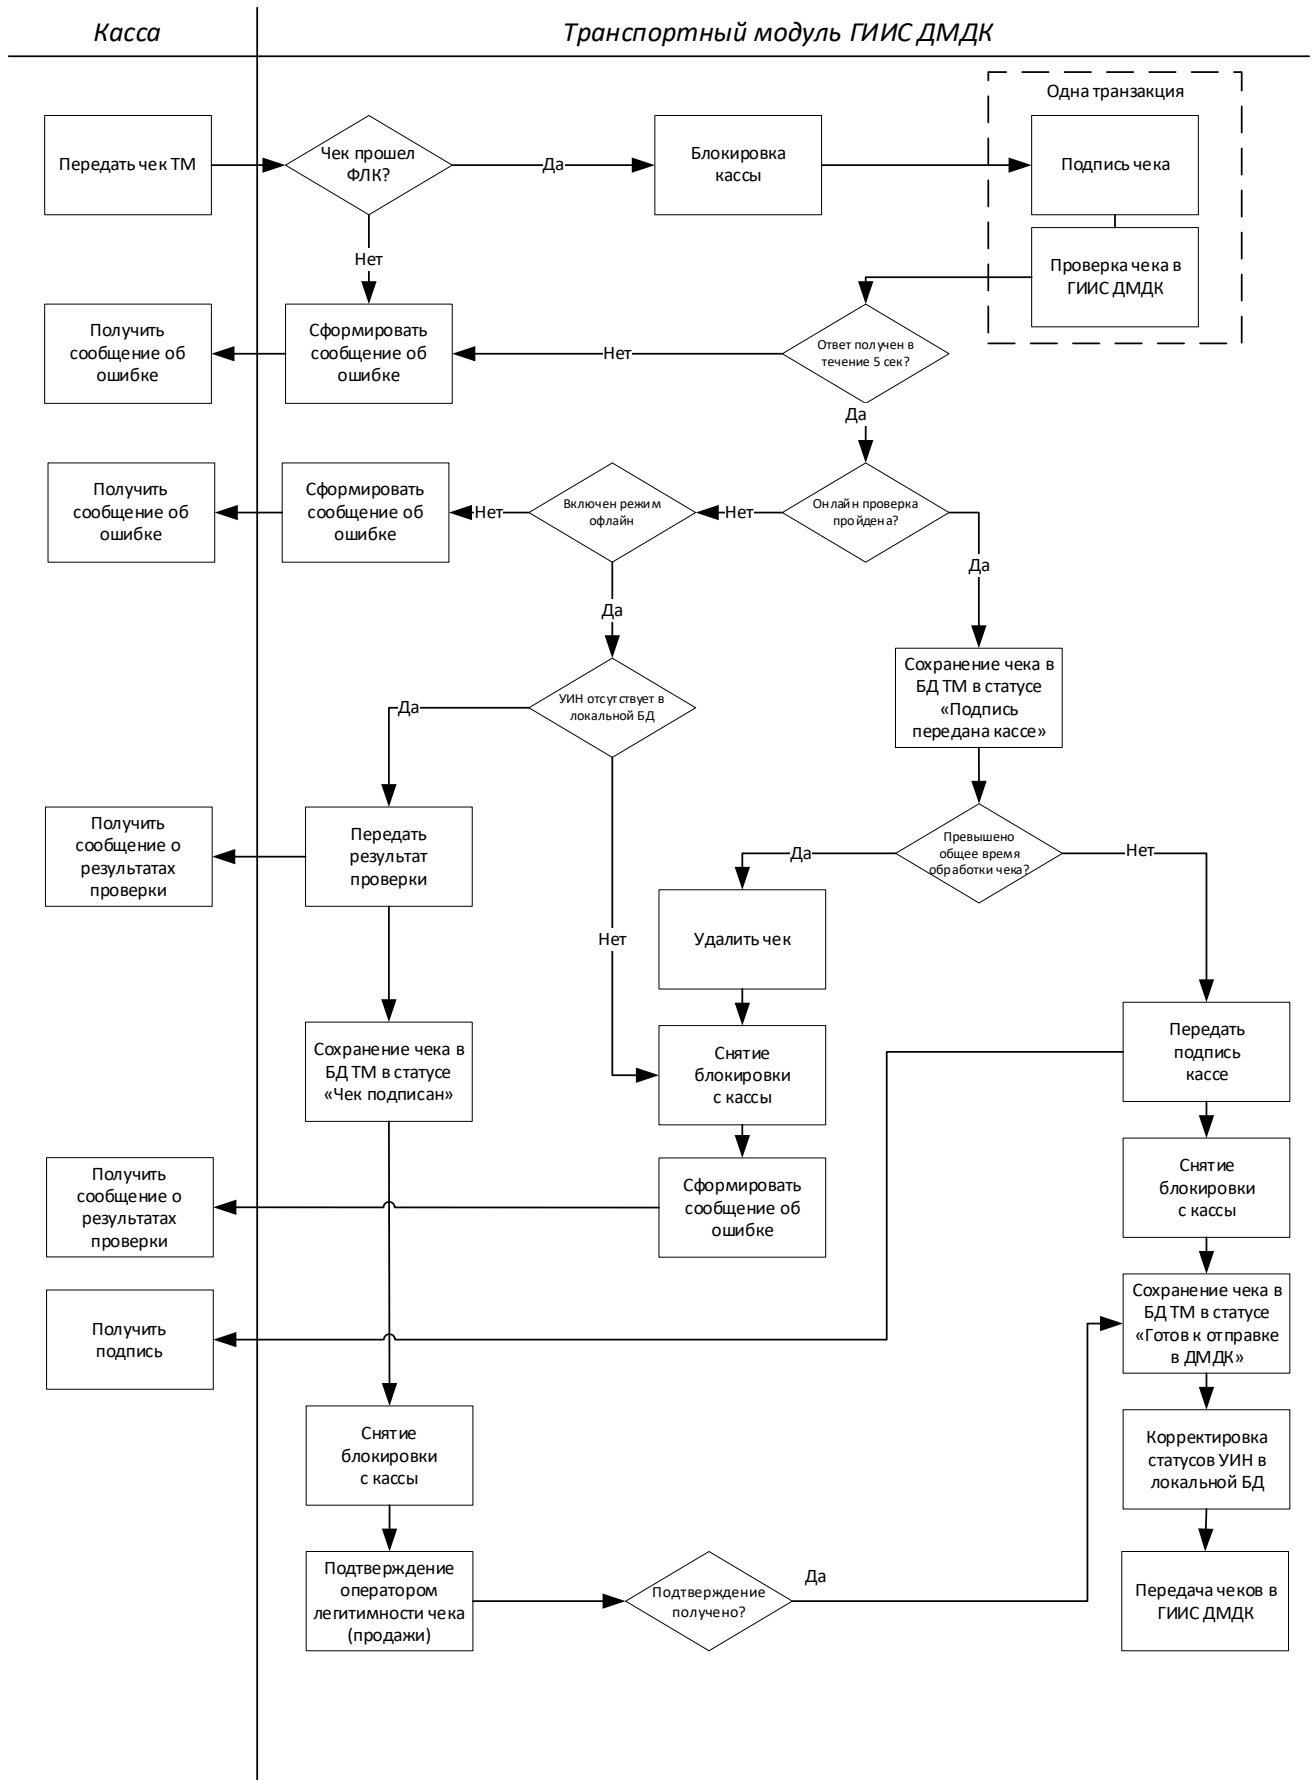 Касса
Транспортный модуль ГИИС ДМДК
Одна транзакция
Передать чек ТМ
Чек прошел
ФЛК?
Да
Блокировка
кассы
Подпись чека
Нет
Проверка чека в
ГИИС ДМДК
Получить
сообщение об
ошибке
Сформировать
сообщение об
ошибке
Нет
Ответ получен в
течение 5 сек?
Да
Получить
сообщение об
ошибке
Сформировать
сообщение об
ошибке
Нет
Включен режим
офлайн
Нет
Онлайн проверка
пройдена?
Да
Да
УИН отсутствует в
локальной БД
Да
Сохранение чека в
БД ТМ в статусе
«Подпись
передана кассе»
Получить
сообщение о
результатах
проверки
Передать
результат
проверки
Да
Превышено
общее время
обработки чека?
Нет
Нет
Удалить чек
Сохранение чека в
БД ТМ в статусе
«Чек подписан»
Снятие
блокировки
с кассы
Передать
подпись
кассе
Получить
сообщение о
результатах
проверки
Сформировать
сообщение об
ошибке
Снятие
блокировки
с кассы
Получить
подпись
Сохранение чека в
БД ТМ в статусе
«Готов к отправке
в ДМДК»
Снятие
блокировки
с кассы
Корректировка
статусов УИН в
локальной БД
Подтверждение
оператором
легитимности чека
(продажи)
Подтверждение
получено?
Да
Передача чеков в
ГИИС ДМДК